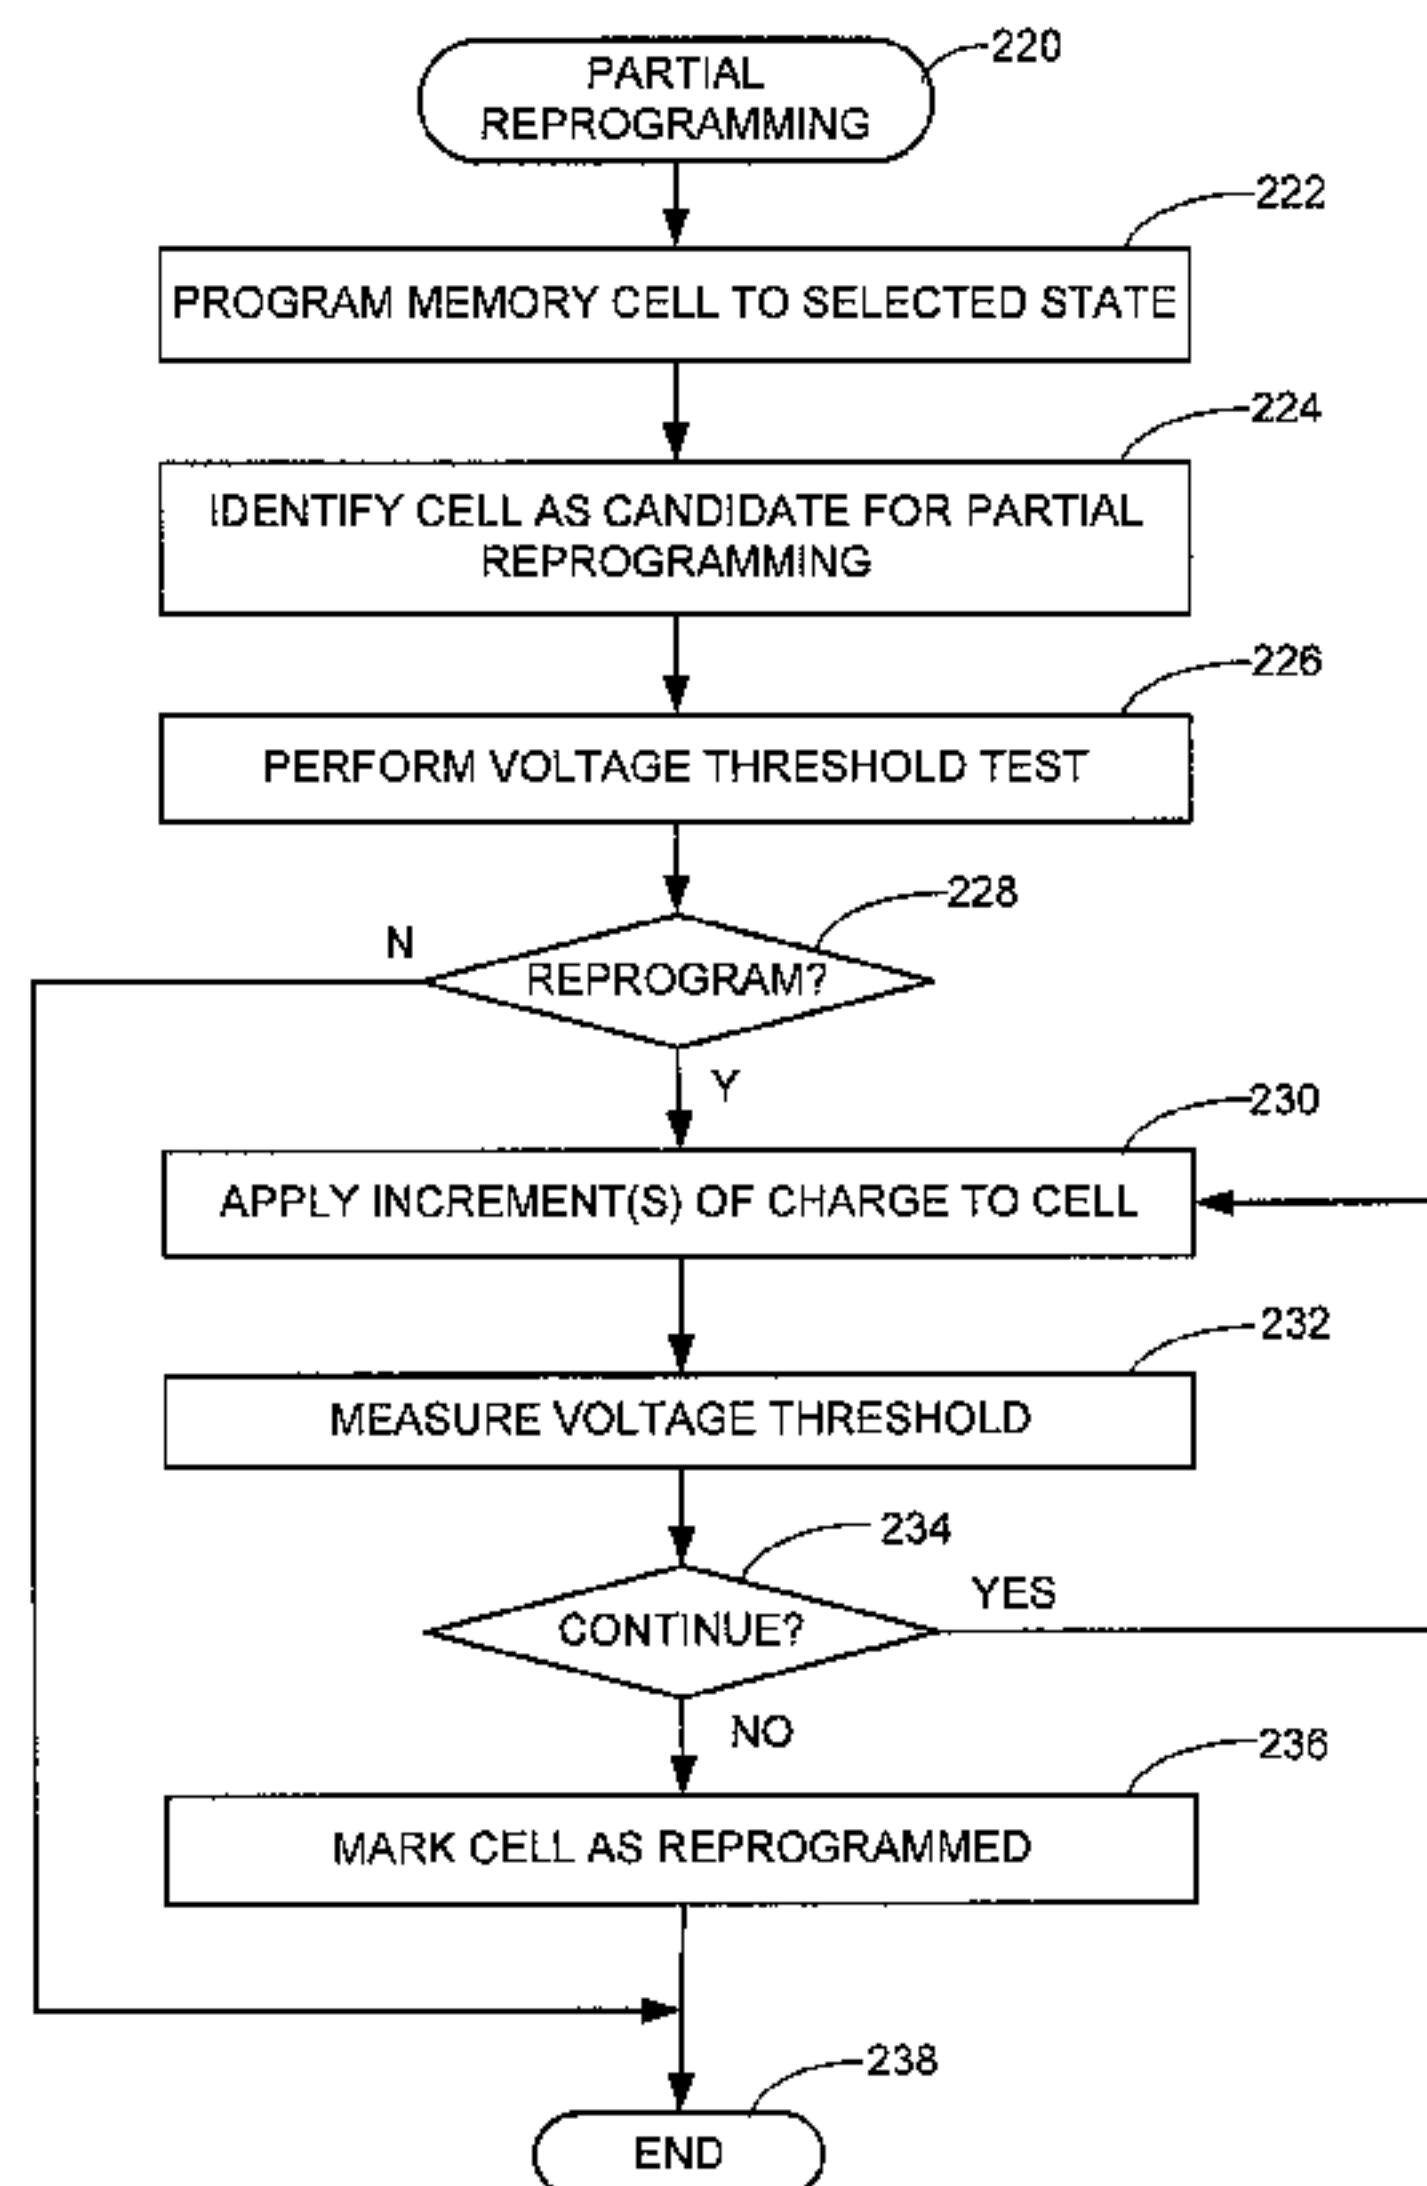 PARTIAL
REPROGRAMMING
220
222
PROGRAM MEMORY CELL TO SELECTED STATE
224
IDENTIFY CELL AS CANDIDATE FOR PARTIAL
REPROGRAMMING
226
PERFORM VOLTAGE THRESHOLD TEST
228
N
REPROGRAM?
Y
230
APPLY INCREMENT(S) OF CHARGE TO CELL
232
MEASURE VOLTAGE THRESHOLD
234
YES
CONTINUE?
NO
236
MARK CELL AS REPROGRAMMED
238
END